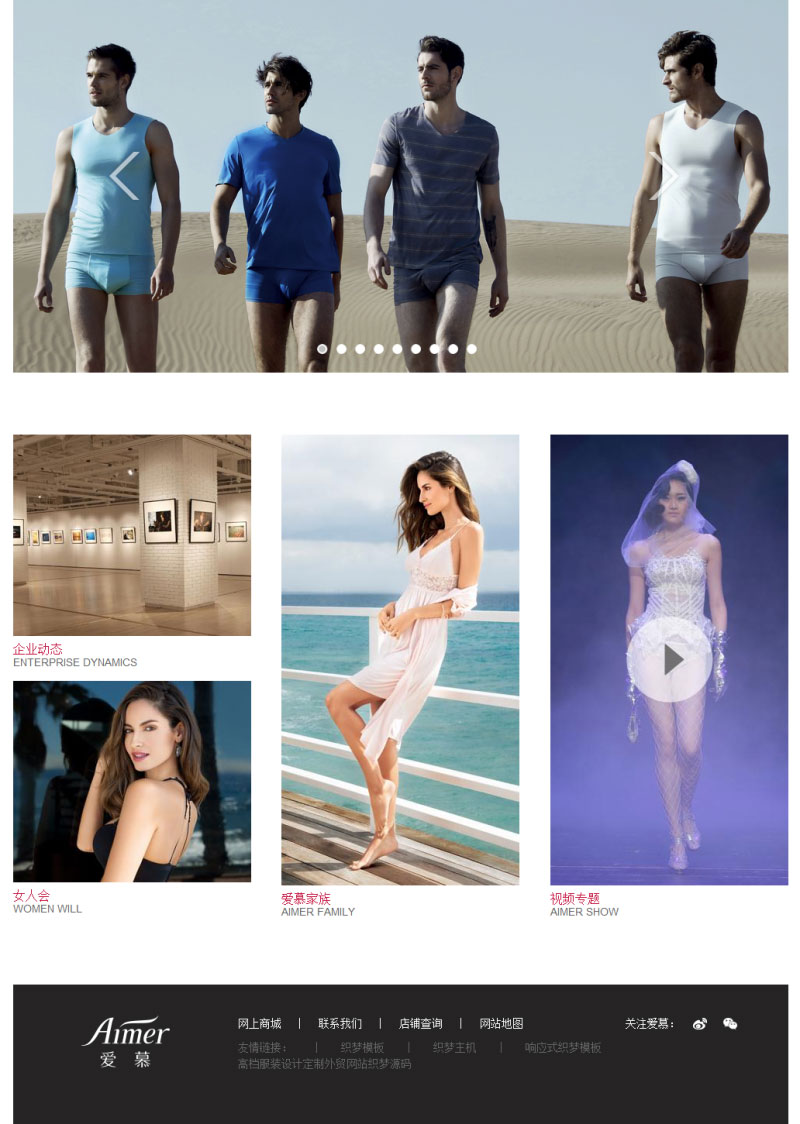 企业动态
ENTERPRISE DYNAMICS
女人会
WOMEN WILL
爱慕家族
AIMER FAMILY
视频专题
AIMER SHOW
Aimer
爱慕
网上商城 | 联系我们 | 店铺查询 | 网站地图
关注爱慕：
友情链接： | 织梦模板 | 织梦主机 | 响应式织梦模板
高档服装设计定制外贸网站织梦源码